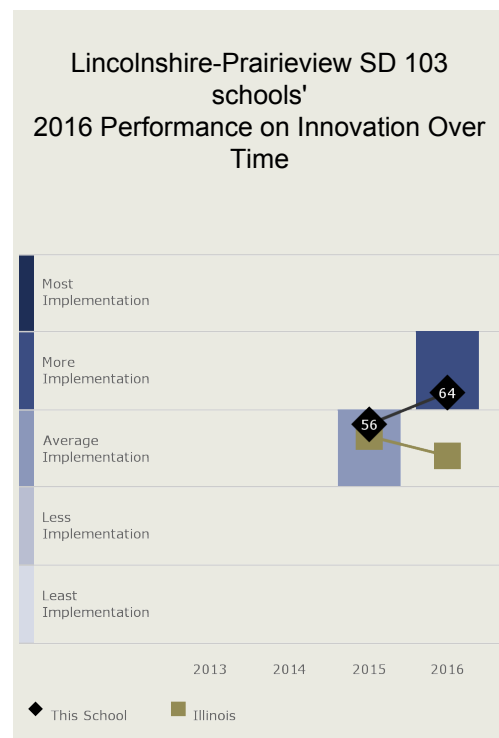 Lincolnshire-Prairieview SD 103
schools'
2016 Performance on Innovation Over
Time
Most
Implementation
More
Implementation
64
56
Average
Implementation
Less
Implementation
Least
Implementation
2013 2014 2015 2016
This School Illinois